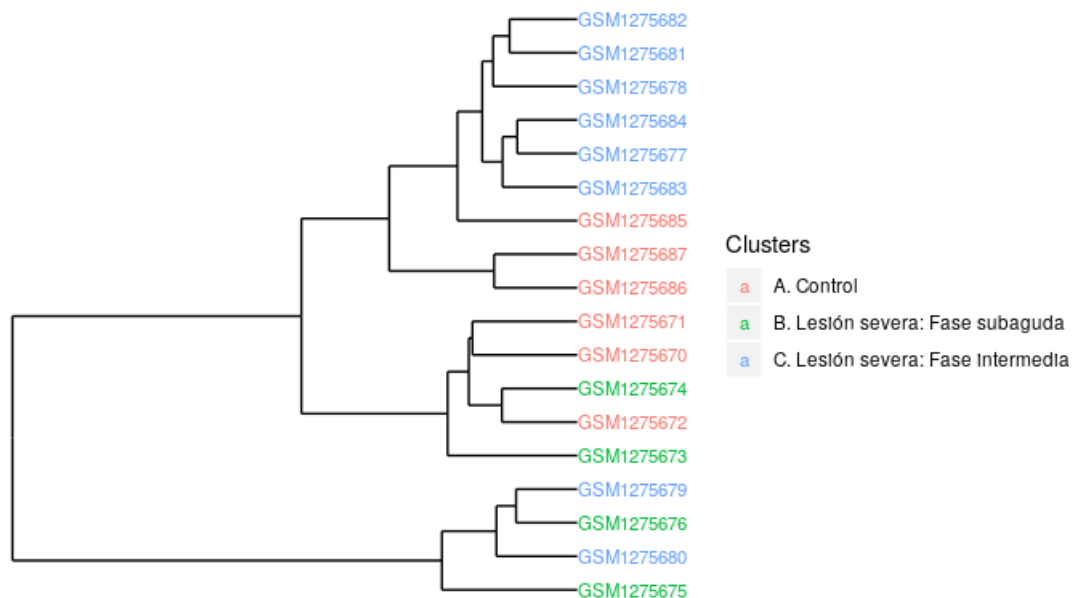 GSM1275682
GSM1275681
GSM1275678
GSM1275684
GSM1275677
GSM1275683
GSM1275685
GSM1275687
GSM1275686
GSM1275671
GSM1275670
GSM1275674
GSM1275672
GSM1275673
GSM1275679
GSM1275676
GSM1275680
GSM1275675
Clusters
a A. Control
a B. Lesión severa: Fase subaguda
a C. Lesión severa: Fase intermedia